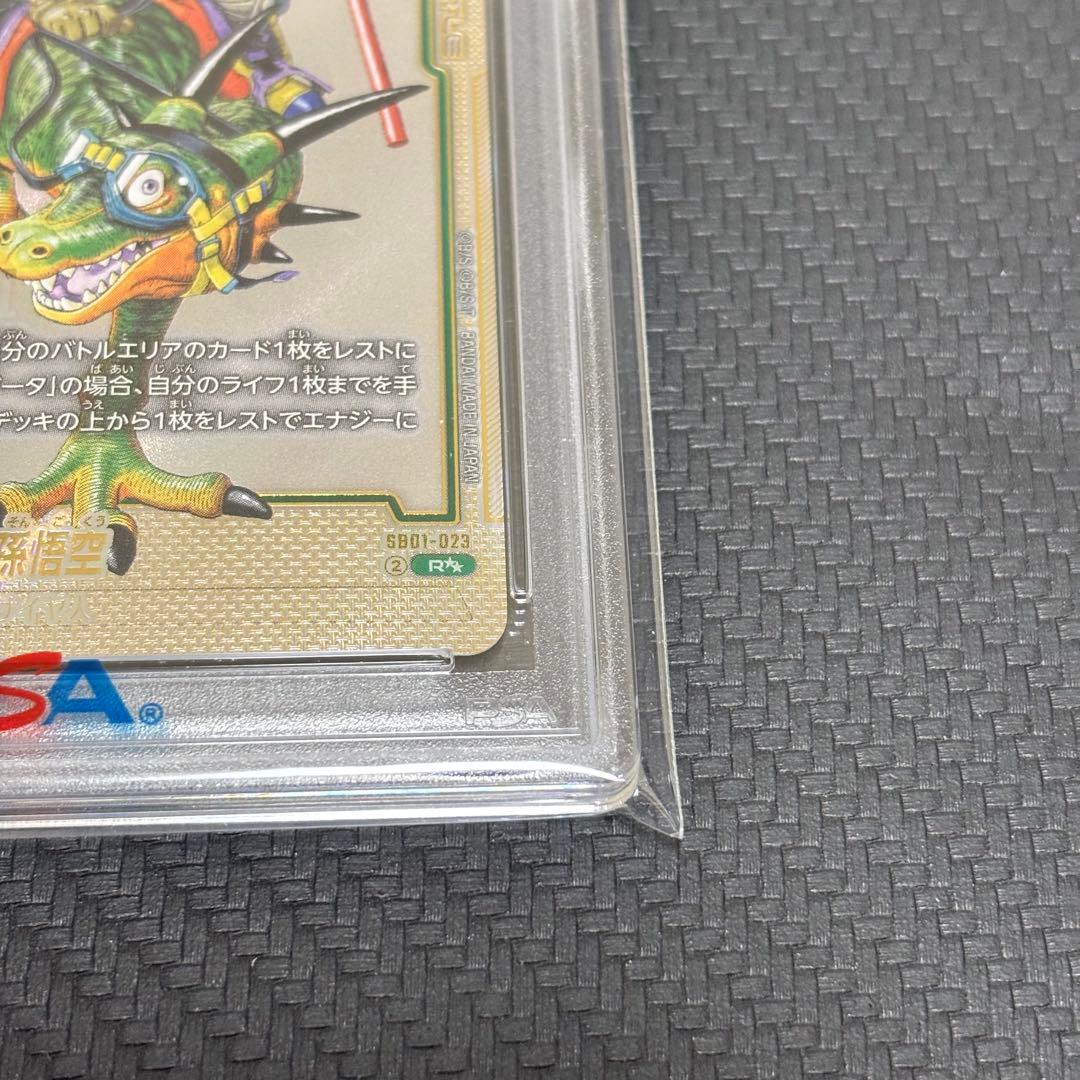 分のバトルエリアのカード1枚をレストに
ータ」の場合、自分のライフ1枚までを手
デッキの上から1枚をレストでエナジーに
©B/S ©B/S.T BANDAI MADE IN JAPAN
SB01-023
② R★★
孫悟空
SA®
PSA